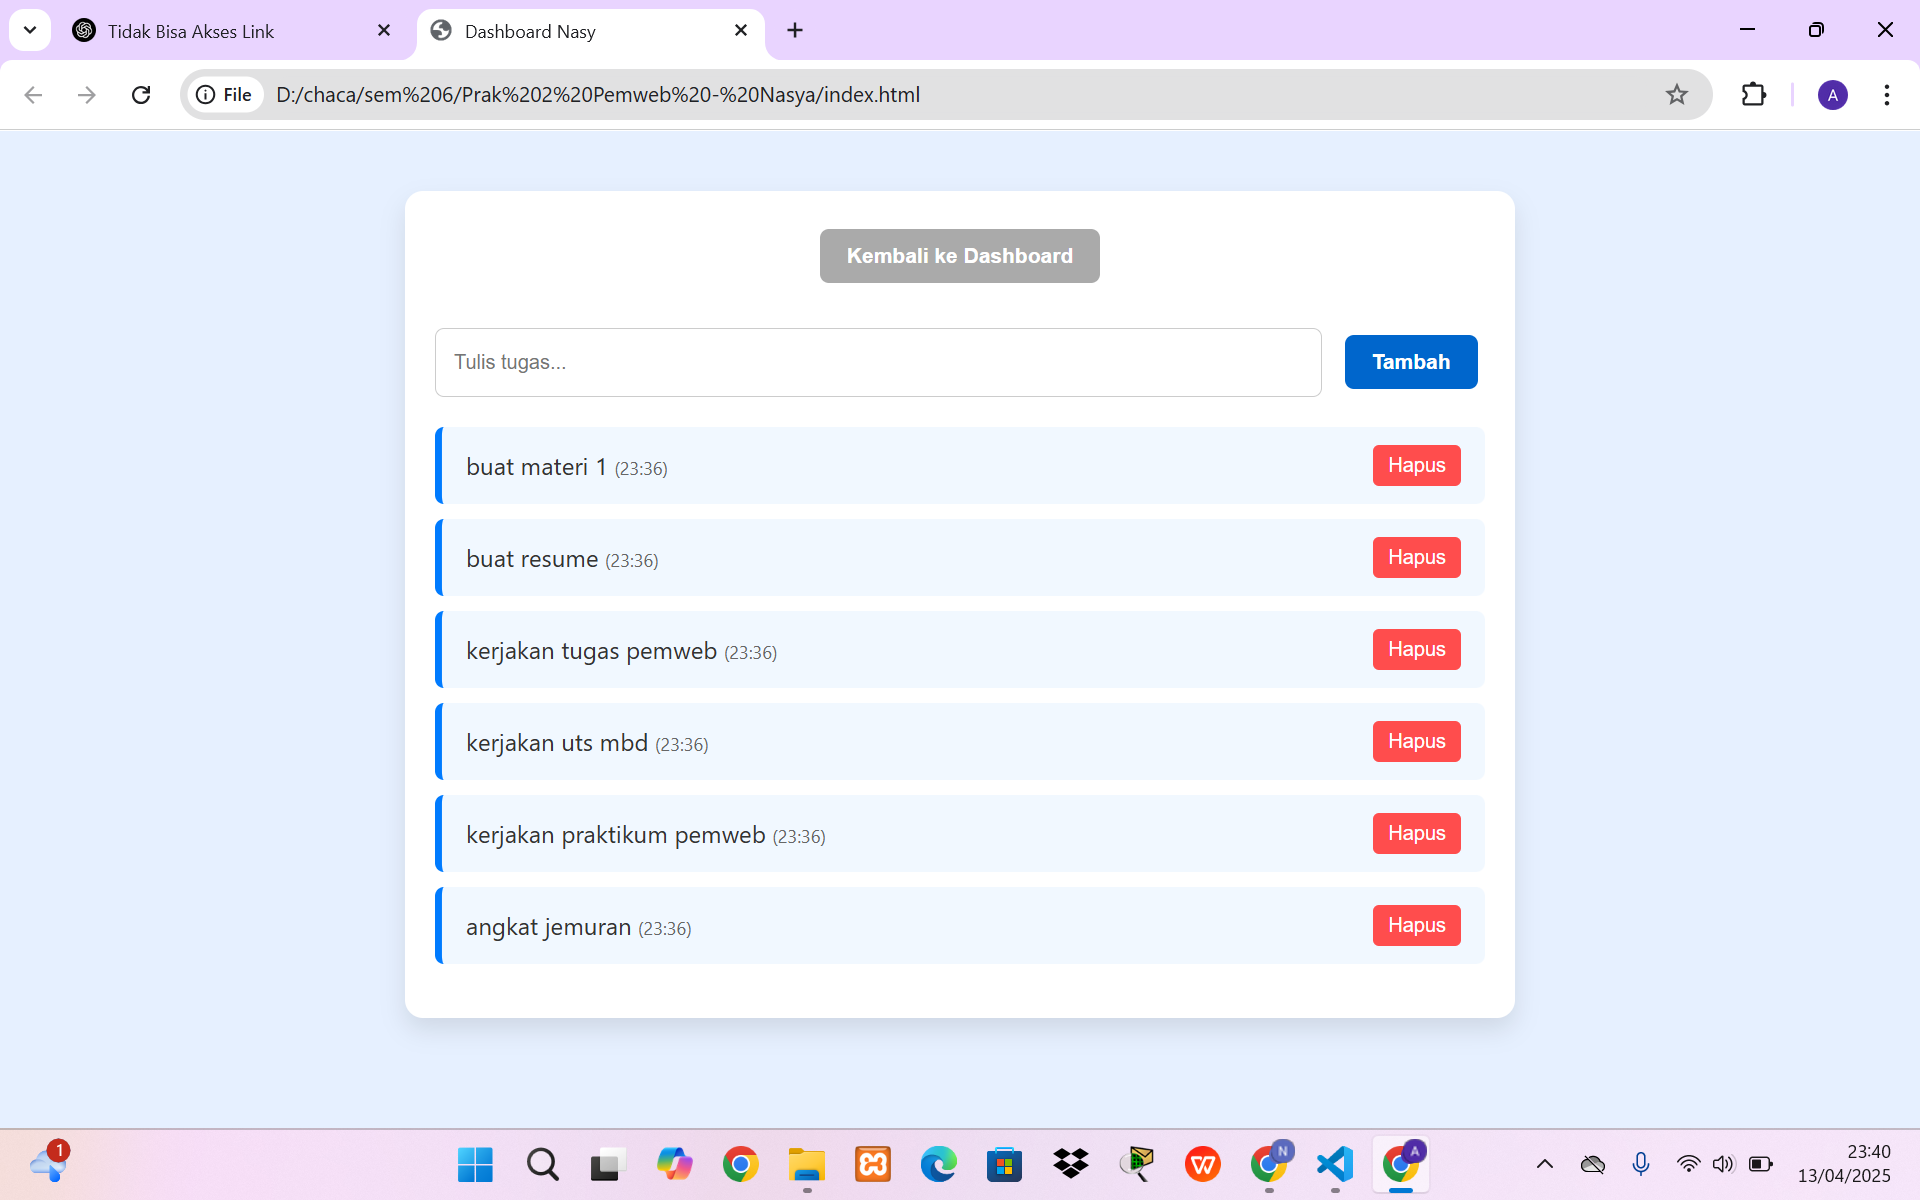 Tidak Bisa Akses Link
Dashboard Nasy
File
D:/chaca/sem%206/Prak%202%20Pemweb%20-%20Nasya/index.html
A
Kembali ke Dashboard
Tulis tugas...
Tambah
buat materi 1 (23:36)
Hapus
buat resume (23:36)
Hapus
kerjakan tugas pemweb (23:36)
Hapus
kerjakan uts mbd (23:36)
Hapus
kerjakan praktikum pemweb (23:36)
Hapus
angkat jemuran (23:36)
Hapus
1
N
A
23:40
13/04/2025